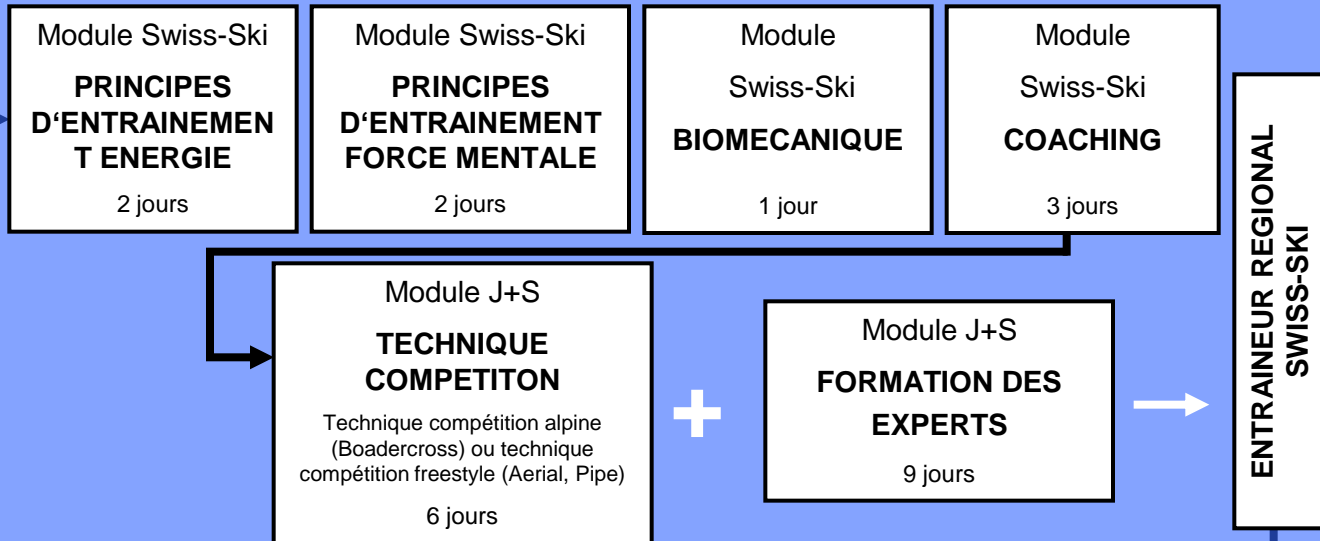 Module Swiss-Ski
PRINCIPES
D‘ENTRAINEMEN
T ENERGIE
2 jours
Module Swiss-Ski
PRINCIPES
D‘ENTRAINEMENT
FORCE MENTALE
2 jours
Module
Swiss-Ski
BIOMECANIQUE
1 jour
Module
Swiss-Ski
COACHING
3 jours
Module J+S
TECHNIQUE
COMPETITON
Technique compétition alpine
(Boadercross) ou technique
compétition freestyle (Aerial, Pipe)
6 jours
+
Module J+S
FORMATION DES
EXPERTS
9 jours
ENTRAINEUR REGIONAL
SWISS-SKI